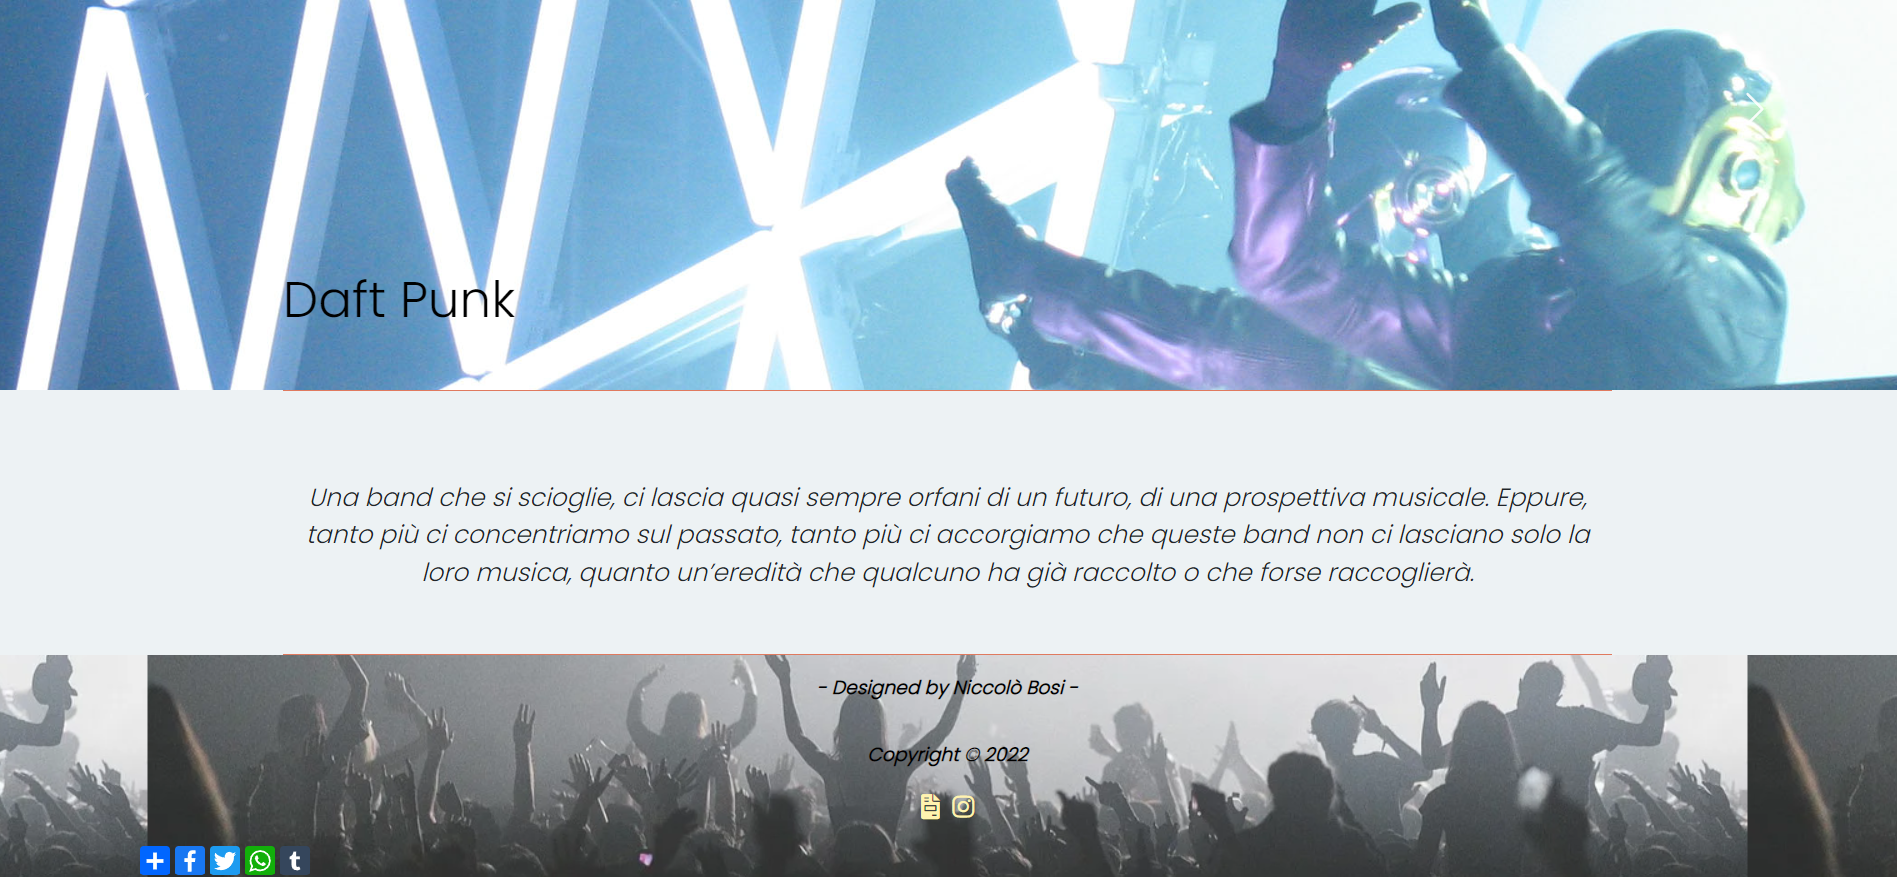 Daft Punk
Una band che si scioglie, ci lascia quasi sempre orfani di un futuro, di una prospettiva musicale. Eppure,
tanto più ci concentriamo sul passato, tanto più ci accorgiamo che queste band non ci lasciano solo la
loro musica, quanto un’eredità che qualcuno ha già raccolto o che forse raccoglierà.
- Designed by Niccolò Bosi -
Copyright © 2022